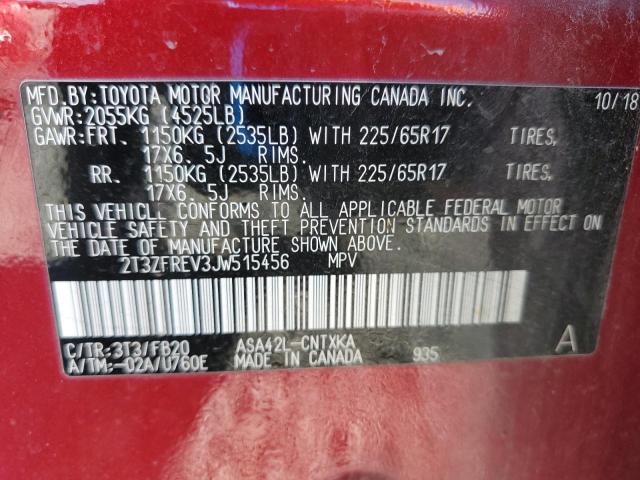 MFD.BY:TOYOTA MOTOR MANUFACTURING CANADA INC. 10/18
GVWR:2055KG (4525LB)
GAWR:FRT. 1150KG (2535LB) WITH 225/65R17 TIRES,
17X6.5J RIMS.
RR. 1150KG (2535LB) WITH 225/65R17 TIRES,
17X6.5J RIMS.
THIS VEHICLE CONFORMS TO ALL APPLICABLE FEDERAL MOTOR
VEHICLE SAFETY AND THEFT PREVENTION STANDARDS IN EFFECT ON
THE DATE OF MANUFACTURE SHOWN ABOVE.
2T3ZFREV3JW515456 MPV
C/TR:3T3/FB20 ASA42L-CNTXKA A
A/TM:-02A/U760E MADE IN CANADA 935